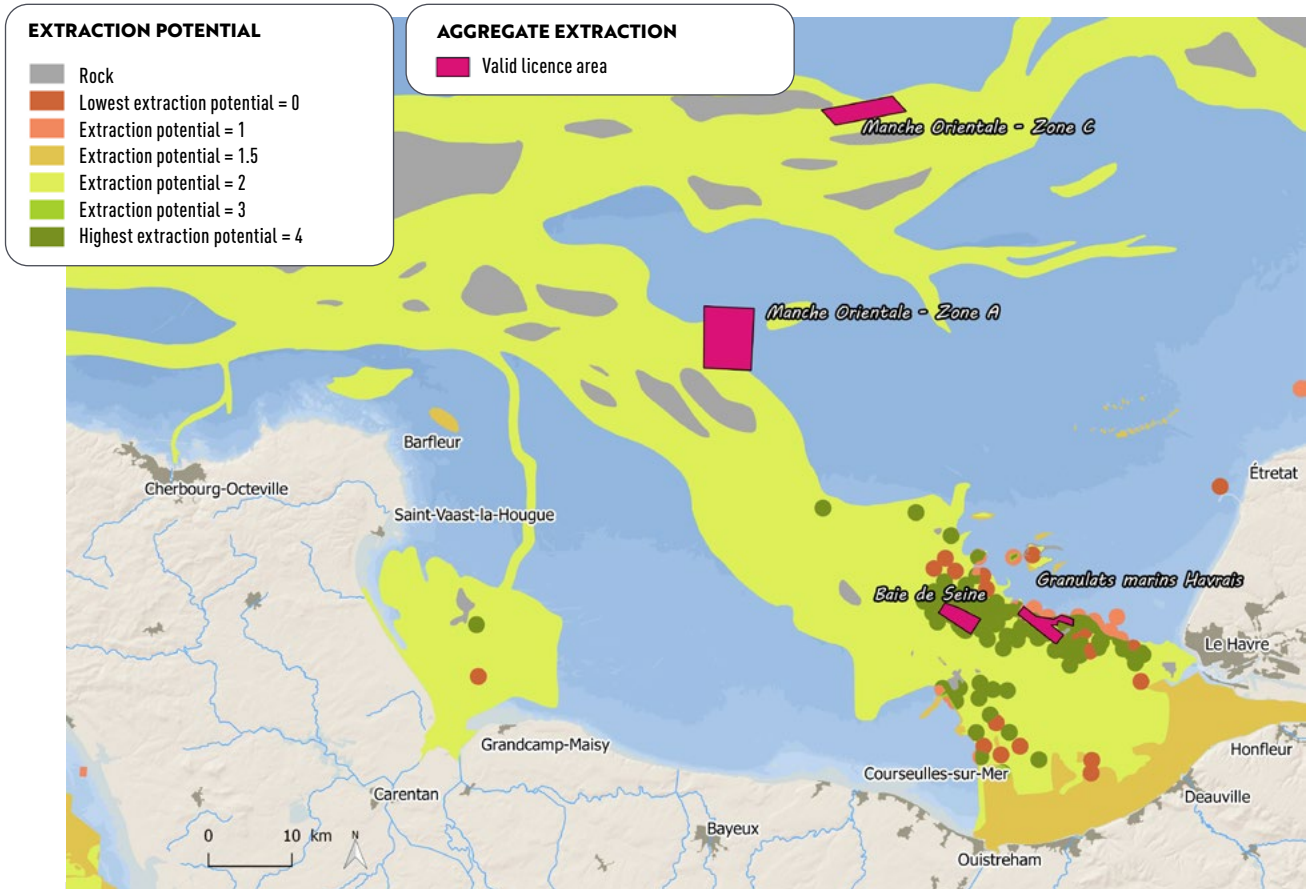 EXTRACTION POTENTIAL
Rock
Lowest extraction potential = 0
Extraction potential = 1
Extraction potential = 1.5
Extraction potential = 2
Extraction potential = 3
Highest extraction potential = 4
AGGREGATE EXTRACTION
Valid licence area
Manche Orientale - Zone C
Manche Orientale - Zone A
Barfleur
Cherbourg-Octeville
Étretat
Saint-Vaast-la-Hougue
Granulats marins Havrais
Baie de Seine
Le Havre
Grandcamp-Maisy
Honfleur
Courseulles-sur-Mer
Carentan
Deauville
Bayeux
0 10 km
N
Ouistreham